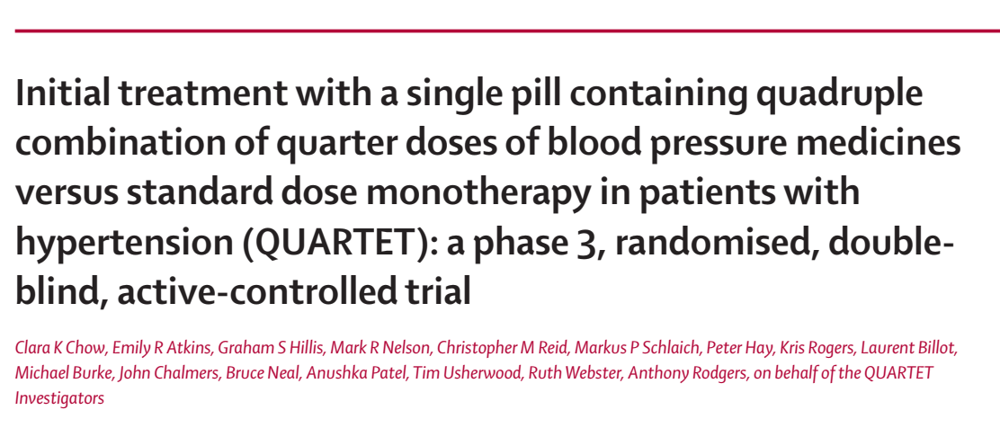 Initial treatment with a single pill containing quadruple
combination of quarter doses of blood pressure medicines
versus standard dose monotherapy in patients with
hypertension (QUARTET): a phase 3, randomised, double-
blind, active-controlled trial
Clara K Chow, Emily R Atkins, Graham S Hillis, Mark R Nelson, Christopher M Reid, Markus P Schlaich, Peter Hay, Kris Rogers, Laurent Billot,
Michael Burke, John Chalmers, Bruce Neal, Anushka Patel, Tim Usherwood, Ruth Webster, Anthony Rodgers, on behalf of the QUARTET
Investigators